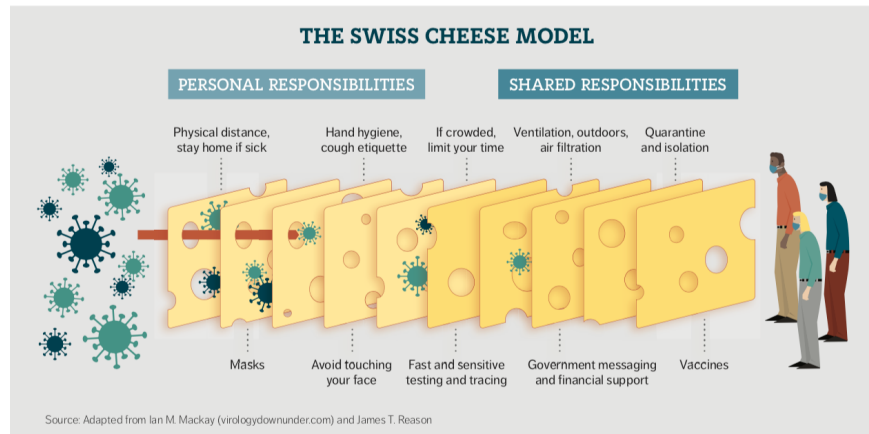 THE SWISS CHEESE MODEL
PERSONAL RESPONSIBILITIES
SHARED RESPONSIBILITIES
Physical distance,
stay home if sick
Hand hygiene,
cough etiquette
If crowded,
limit your time
Ventilation, outdoors,
air filtration
Quarantine
and isolation
Masks
Avoid touching
your face
Fast and sensitive
testing and tracing
Government messaging
and financial support
Vaccines
Source: Adapted from Ian M. Mackay (virologydownunder.com) and James T. Reason